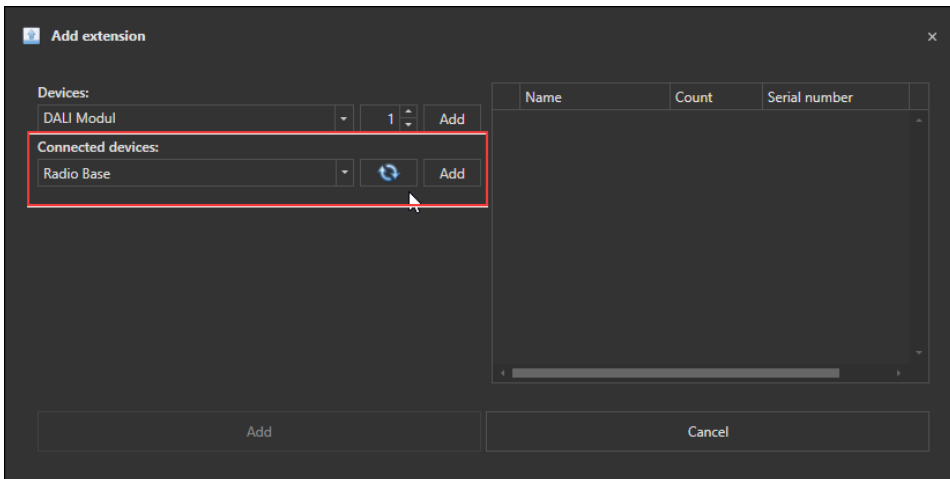 Add extension
Devices:
DALI Modul
1
Add
Connected devices:
Radio Base
Add
Name Count Serial number
Add
Cancel